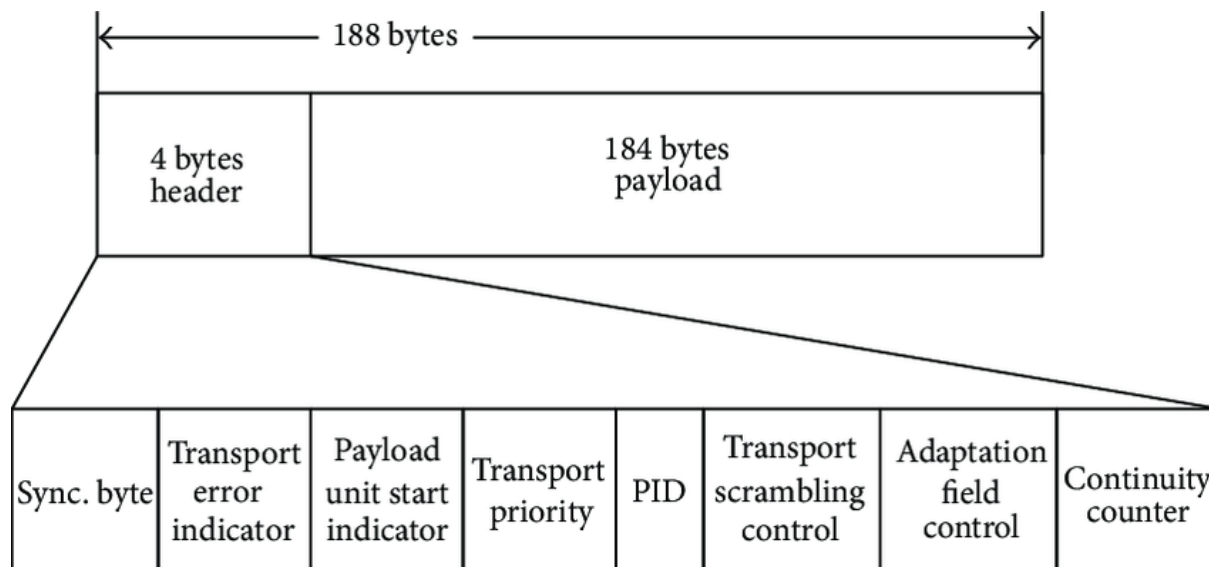 188 bytes
4 bytes
header
184 bytes
payload
Sync. byte
Transport
error
indicator
Payload
unit start
indicator
Transport
priority
PID
Transport
scrambling
control
Adaptation
field
control
Continuity
counter